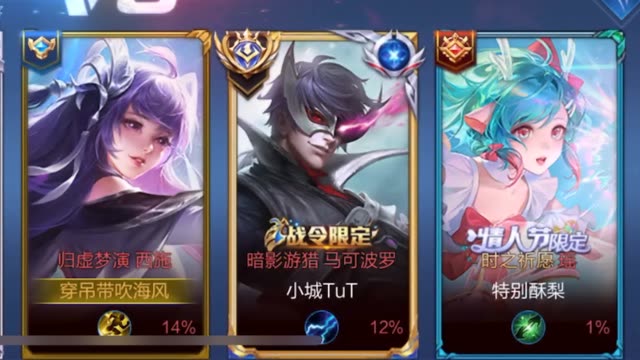 VS
战令限定
情人节限定
归虚梦演 西施
暗影游猎 马可波罗
时之祈愿 瑶
穿吊带吹海风
小城TuT
特别酥梨
14%
12%
1%